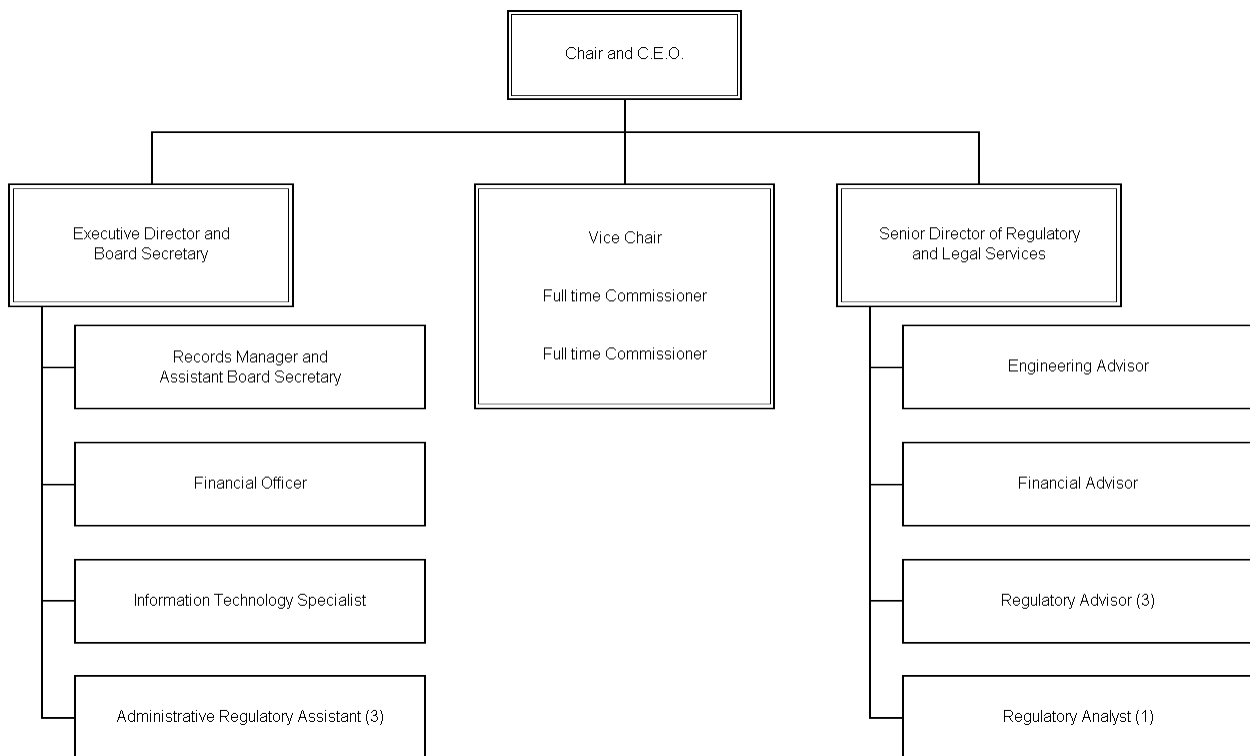 Chair and C.E.O.
Executive Director and
Board Secretary
Vice Chair
Full time Commissioner
Full time Commissioner
Senior Director of Regulatory
and Legal Services
Records Manager and
Assistant Board Secretary
Financial Officer
Information Technology Specialist
Administrative Regulatory Assistant (3)
Engineering Advisor
Financial Advisor
Regulatory Advisor (3)
Regulatory Analyst (1)